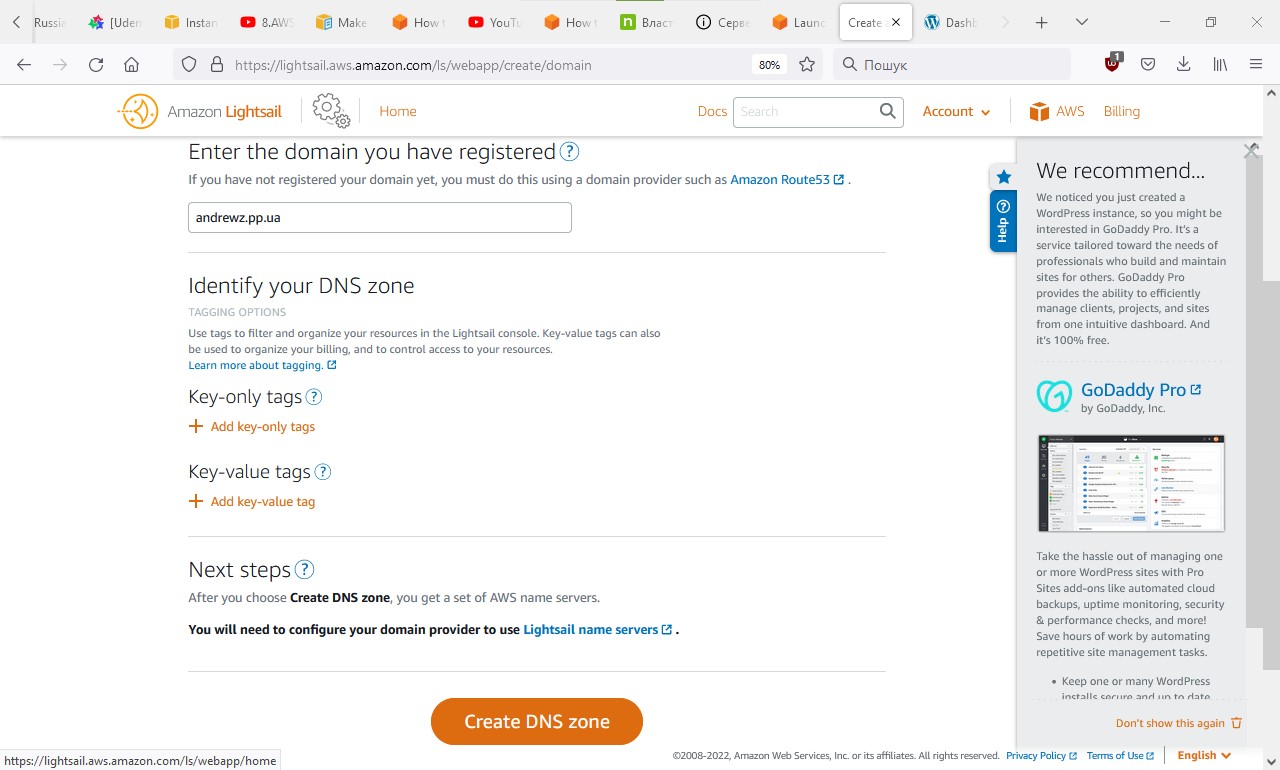 Russia
[Uden
Instan
8.AWS
Make
How t
YouTu
How t
Власт
Серве
Launc
Create a
Dashb
https://lightsail.aws.amazon.com/ls/webapp/create/domain
80%
Пошук
1
Amazon Lightsail
Home
Docs
Search
Account
AWS
Billing
Enter the domain you have registered ?
If you have not registered your domain yet, you must do this using a domain provider such as Amazon Route53 .
andrewz.pp.ua
Identify your DNS zone
TAGGING OPTIONS
Use tags to filter and organize your resources in the Lightsail console. Key-value tags can also
be used to organize your billing, and to control access to your resources.
Learn more about tagging.
Key-only tags ?
+ Add key-only tags
Key-value tags ?
+ Add key-value tag
Next steps ?
After you choose Create DNS zone, you get a set of AWS name servers.
You will need to configure your domain provider to use Lightsail name servers .
Create DNS zone
Help ?
We recommend...
We noticed you just created a
WordPress instance, so you might be
interested in GoDaddy Pro. It's a
service tailored toward the needs of
professionals who build and maintain
sites for others. GoDaddy Pro
provides the ability to efficiently
manage clients, projects, and sites
from one intuitive dashboard. And
it's 100% free.
GoDaddy Pro
by GoDaddy, Inc.
Take the hassle out of managing one
or more WordPress sites with Pro
Sites add-ons like automated cloud
backups, uptime monitoring, security
& performance checks, and more!
Save hours of work by automating
repetitive site management tasks.
• Keep one or many WordPress
installs secure and up to date
Don't show this again
©2008-2022, Amazon Web Services, Inc. or its affiliates. All rights reserved.
Privacy Policy
Terms of Use
English
https://lightsail.aws.amazon.com/ls/webapp/home